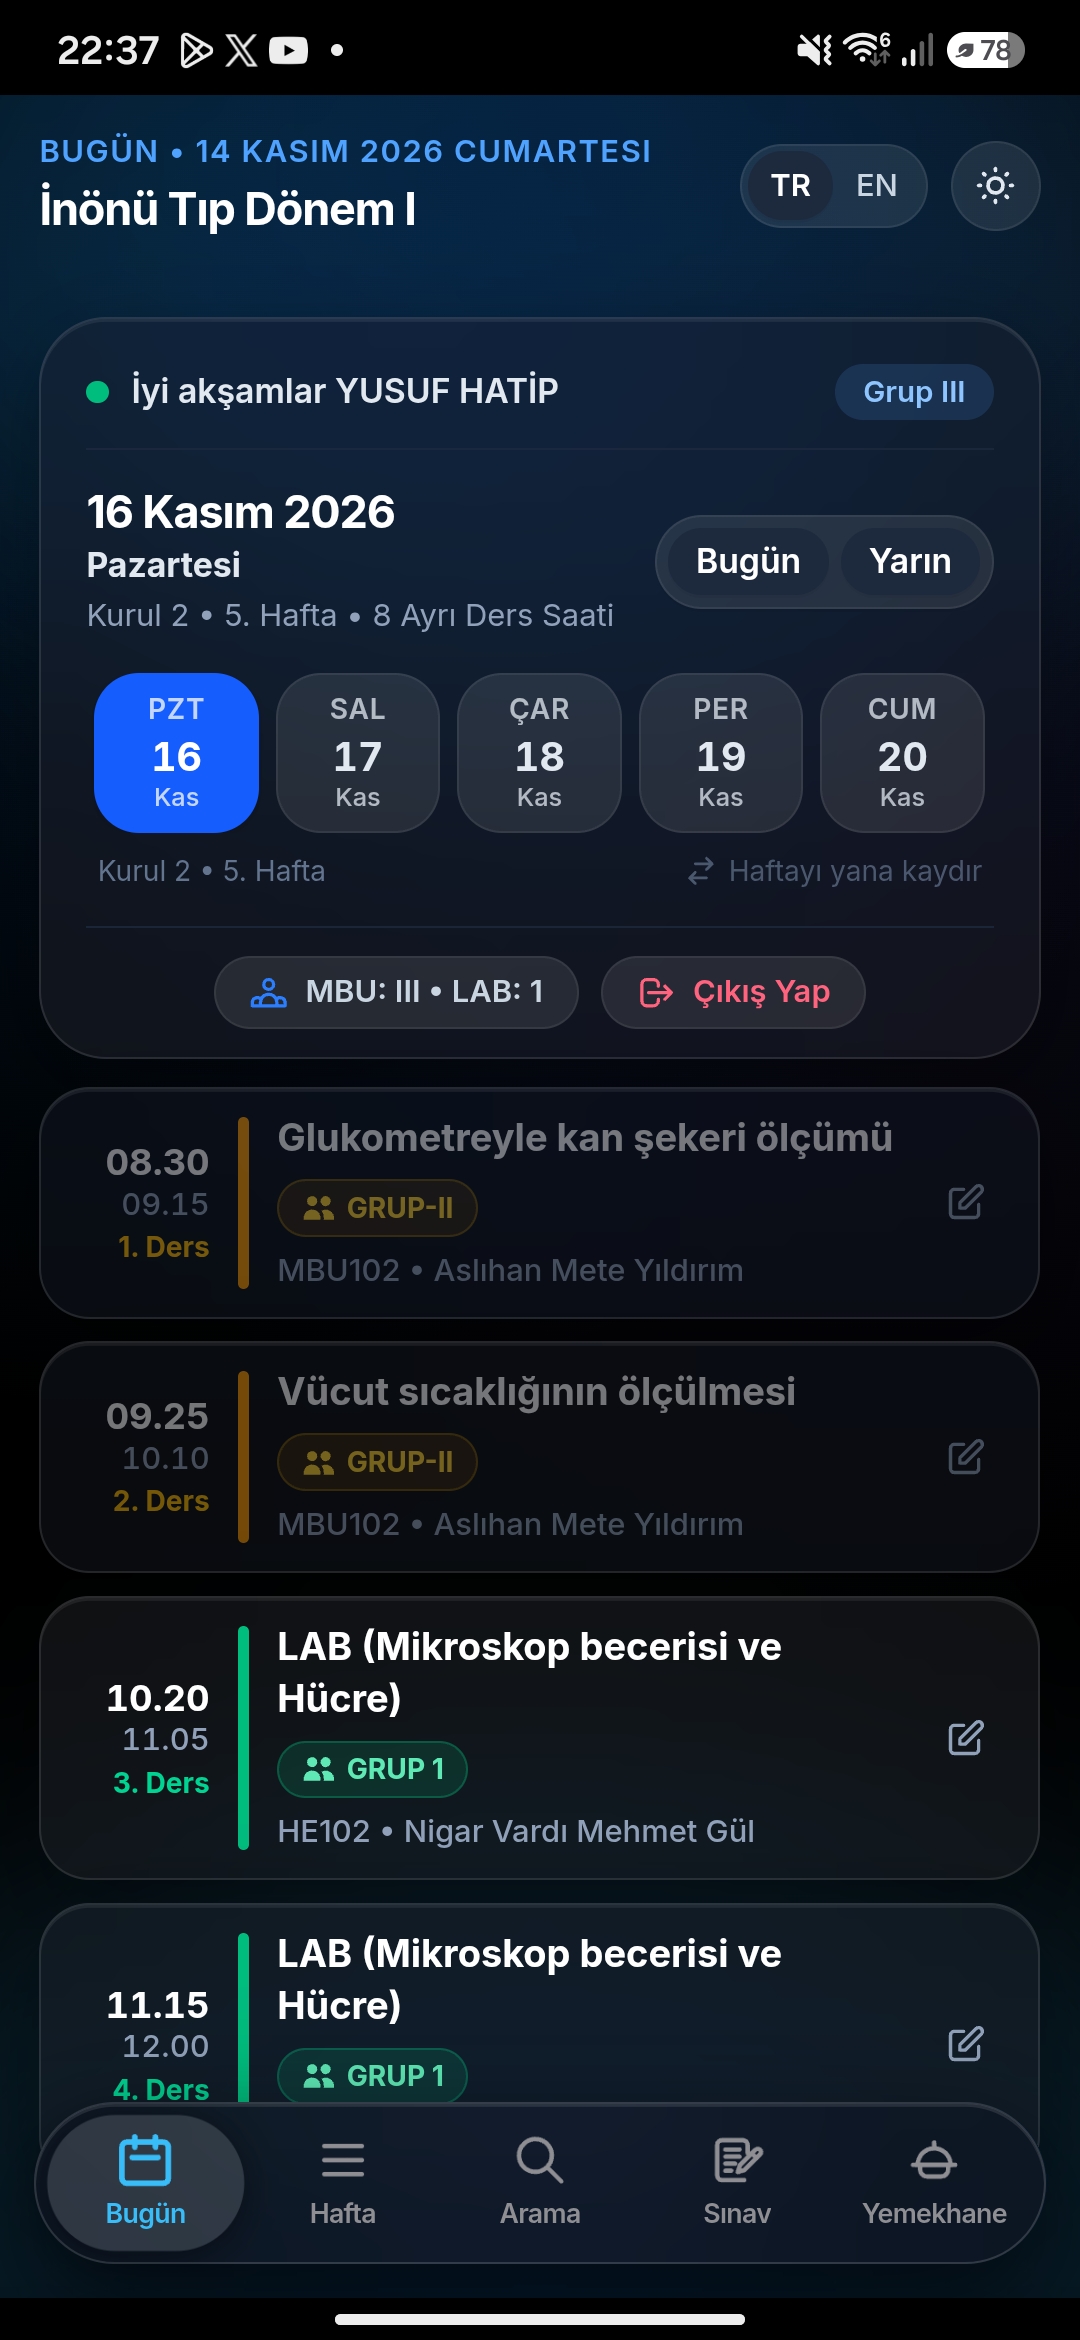 22:37
6
78
BUGÜN • 14 KASIM 2026 CUMARTESI
İnönü Tıp Dönem I
TR EN
İyi akşamlar YUSUF HATİP
Grup III
16 Kasım 2026
Pazartesi
Kurul 2 • 5. Hafta • 8 Ayrı Ders Saati
Bugün Yarın
PZT SAL ÇAR PER CUM
16 17 18 19 20
Kas Kas Kas Kas Kas
Kurul 2 • 5. Hafta
Haftayı yana kaydır
MBU: III • LAB: 1
Çıkış Yap
08.30
09.15
1. Ders
Glukometreyle kan şekeri ölçümü
GRUP-II
MBU102 • Aslıhan Mete Yıldırım
09.25
10.10
2. Ders
Vücut sıcaklığının ölçülmesi
GRUP-II
MBU102 • Aslıhan Mete Yıldırım
10.20
11.05
3. Ders
LAB (Mikroskop becerisi ve
Hücre)
GRUP 1
HE102 • Nigar Vardı Mehmet Gül
11.15
12.00
4. Ders
LAB (Mikroskop becerisi ve
Hücre)
GRUP 1
Bugün Hafta Arama Sınav Yemekhane